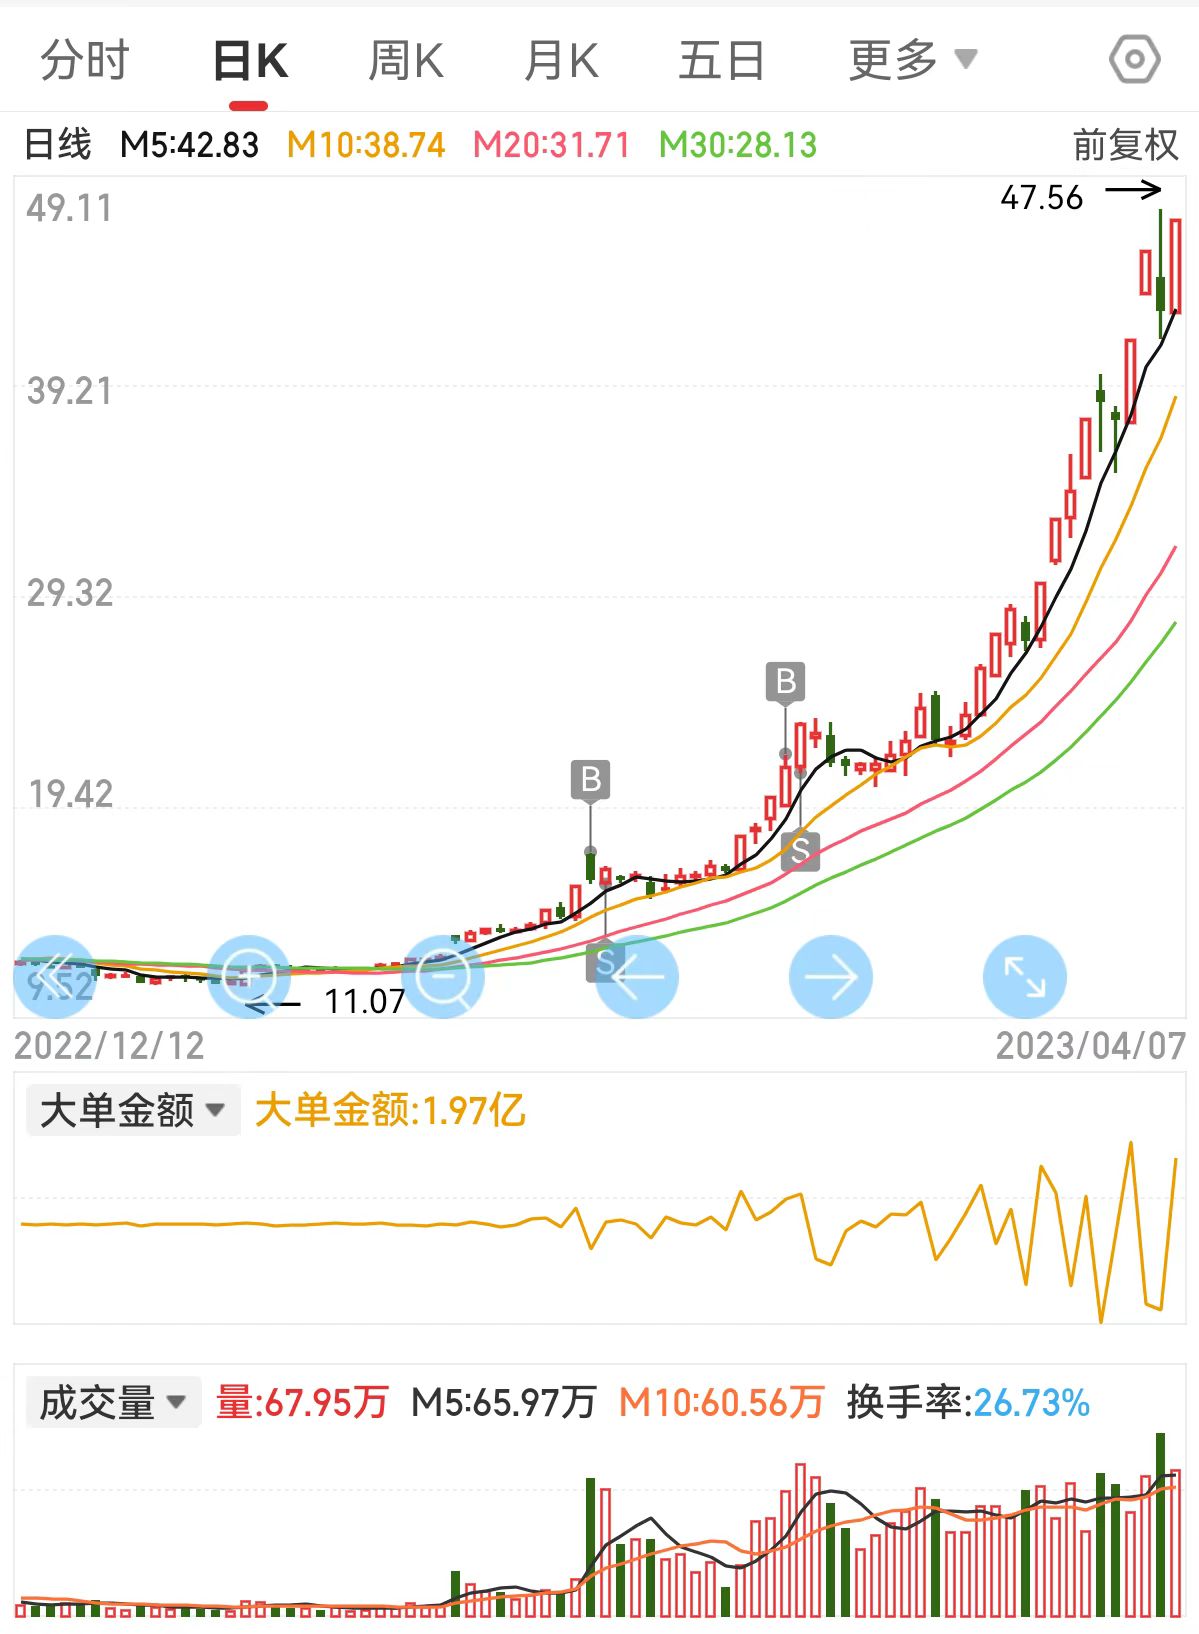 分时 日K 周K 月K 五日 更多
日线 M5:42.83 M10:38.74 M20:31.71 M30:28.13 前复权
49.11
47.56
39.21
29.32
B
19.42
B
S
S
9.52
11.07
2022/12/12 2023/04/07
大单金额 大单金额:1.97亿
成交量 量:67.95万 M5:65.97万 M10:60.56万 换手率:26.73%